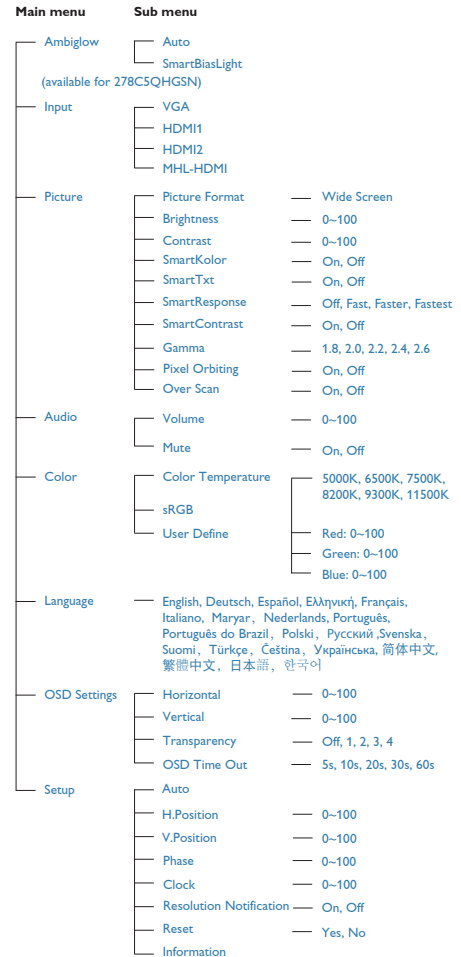 Main menu Sub menu
Ambiglow Auto
SmartBiasLight
(available for 278C5QHGSN)
Input VGA
HDMI1
HDMI2
MHL-HDMI
Picture Picture Format Wide Screen
Brightness 0~100
Contrast 0~100
SmartKolor On, Off
SmartTxt On, Off
SmartResponse Off, Fast, Faster, Fastest
SmartContrast On, Off
Gamma 1.8, 2.0, 2.2, 2.4, 2.6
Pixel Orbiting On, Off
Over Scan On, Off
Audio Volume 0~100
Mute On, Off
Color Color Temperature 5000K, 6500K, 7500K,
8200K, 9300K, 11500K
sRGB
User Define Red: 0~100
Green: 0~100
Blue: 0~100
Language English, Deutsch, Español, Ελληνική, Français,
Italiano, Maryar, Nederlands, Português,
Português do Brazil, Polski, Русский ,Svenska,
Suomi, Türkçe, Čeština, Українська, 简体中文,
繁體中文, 日本語, 한국어
OSD Settings Horizontal 0~100
Vertical 0~100
Transparency Off, 1, 2, 3, 4
OSD Time Out 5s, 10s, 20s, 30s, 60s
Setup Auto
H.Position 0~100
V.Position 0~100
Phase 0~100
Clock 0~100
Resolution Notification On, Off
Reset Yes, No
Information